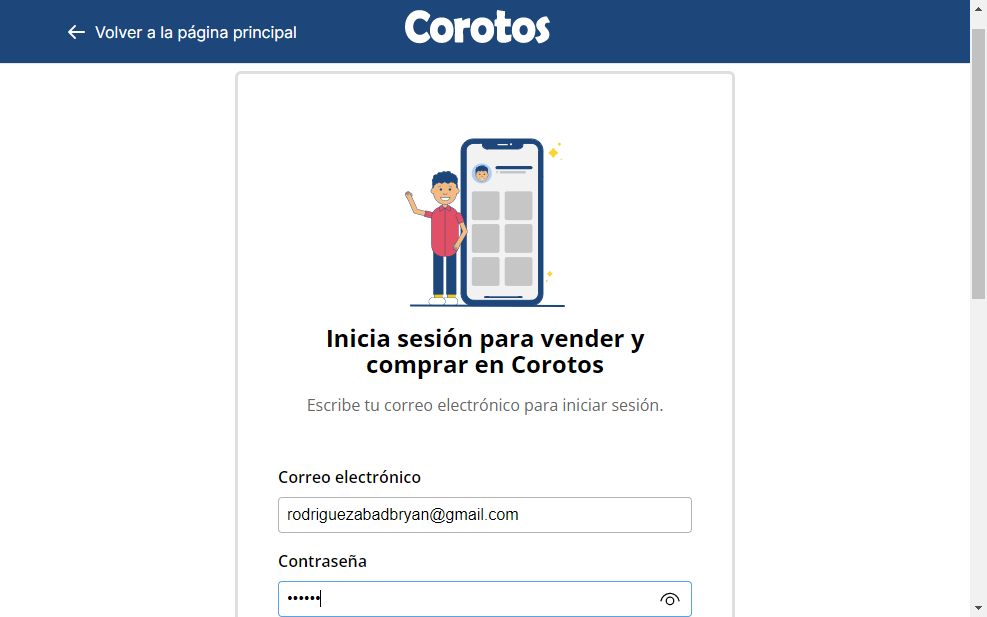 Volver a la página principal
Corotos
Inicia sesión para vender y
comprar en Corotos
Escribe tu correo electrónico para iniciar sesión.
Correo electrónico
rodriguezabadbryan@gmail.com
Contraseña
••••••